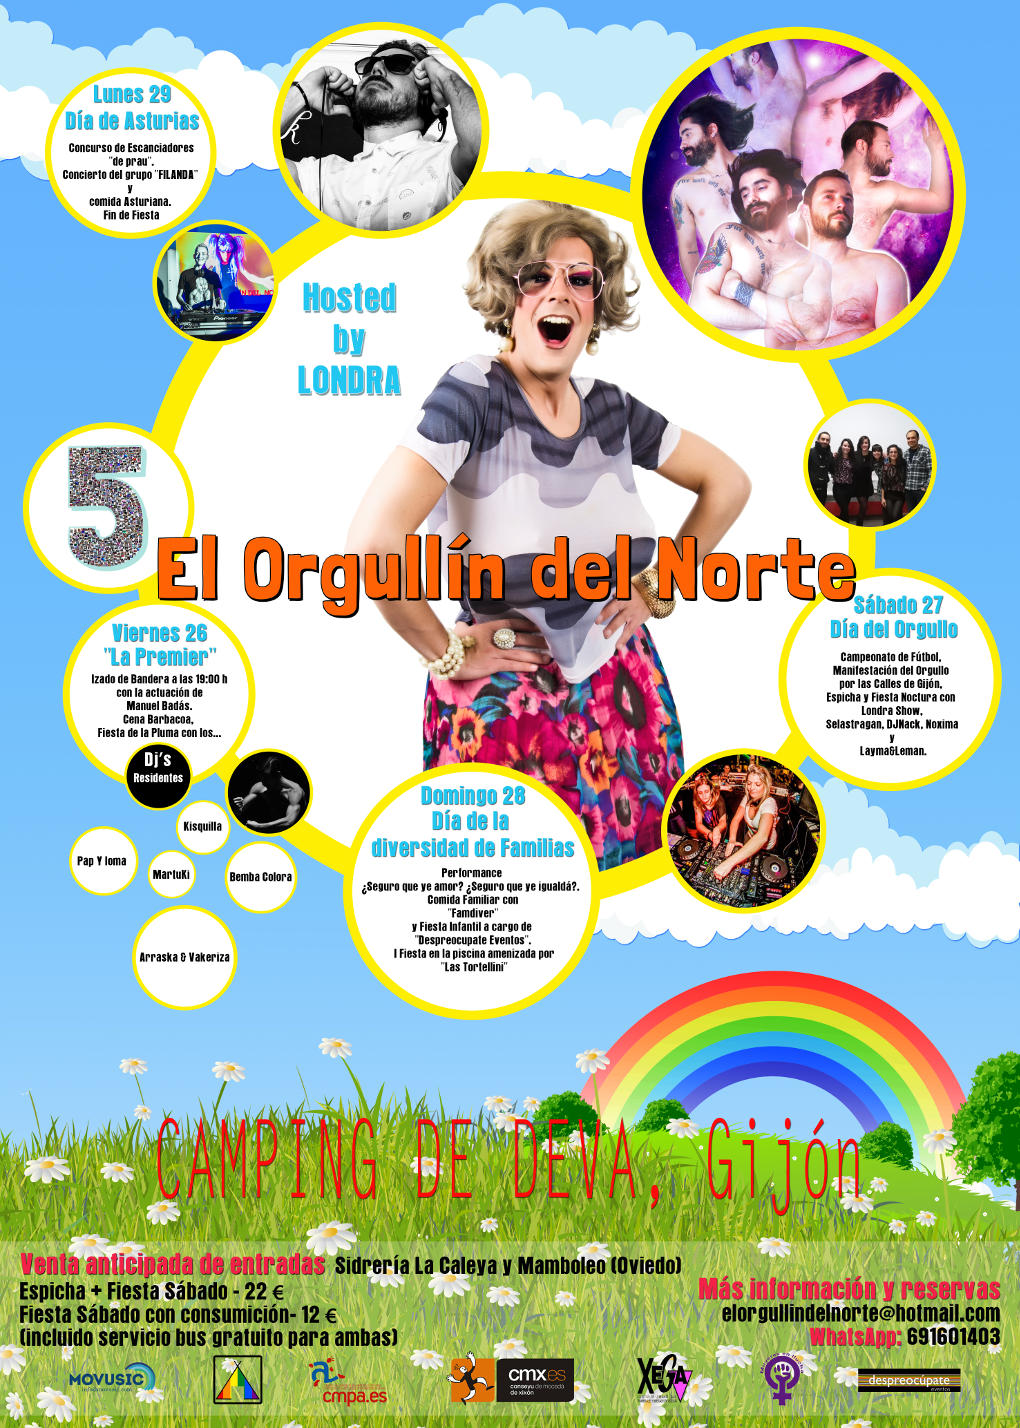 Lunes 29
Día de Asturias
Concurso de Escanciadores
"de prau".
Concierto del grupo "FILANDA"
y
comida Asturiana.
Fin de Fiesta
Hosted
by
LONDRA
5
El Orgullín del Norte
Viernes 26
"La Premier"
Izado de Bandera a las 19:00 h
con la actuación de
Manuel Badás.
Cena Barbacoa,
Fiesta de la Pluma con los...
Dj's
Residentes
Kisquilla
Pap Y loma
MartuKi
Bemba Colora
Arraska & Vakeriza
Sábado 27
Día del Orgullo
Campeonato de Fútbol,
Manifestación del Orgullo
por las Calles de Gijón,
Espicha y Fiesta Noctura con
Londra Show,
Selastragan, DJNack, Noxima
y
Layma&Leman.
Domingo 28
Día de la
diversidad de Familias
Performance
¿Seguro que ye amor? ¿Seguro que ye igualdá?.
Comida Familiar con
"Famdiver"
y Fiesta Infantil a cargo de
"Despreocupate Eventos".
I Fiesta en la piscina amenizada por
"Las Tortellini"
CAMPING DE DEVA, Gijón
Venta anticipada de entradas Sidrería La Caleya y Mamboleo (Oviedo)
Espicha + Fiesta Sábado - 22 €
Fiesta Sábado con consumición- 12 €
(incluido servicio bus gratuito para ambas)
Más información y reservas
elorgullindelnorte@hotmail.com
WhatsApp: 691601403
MOVUSIC
cmpa.es
cmx.es
conseyu de mocedá
de xixón
XEGA
despreocúpate
eventos